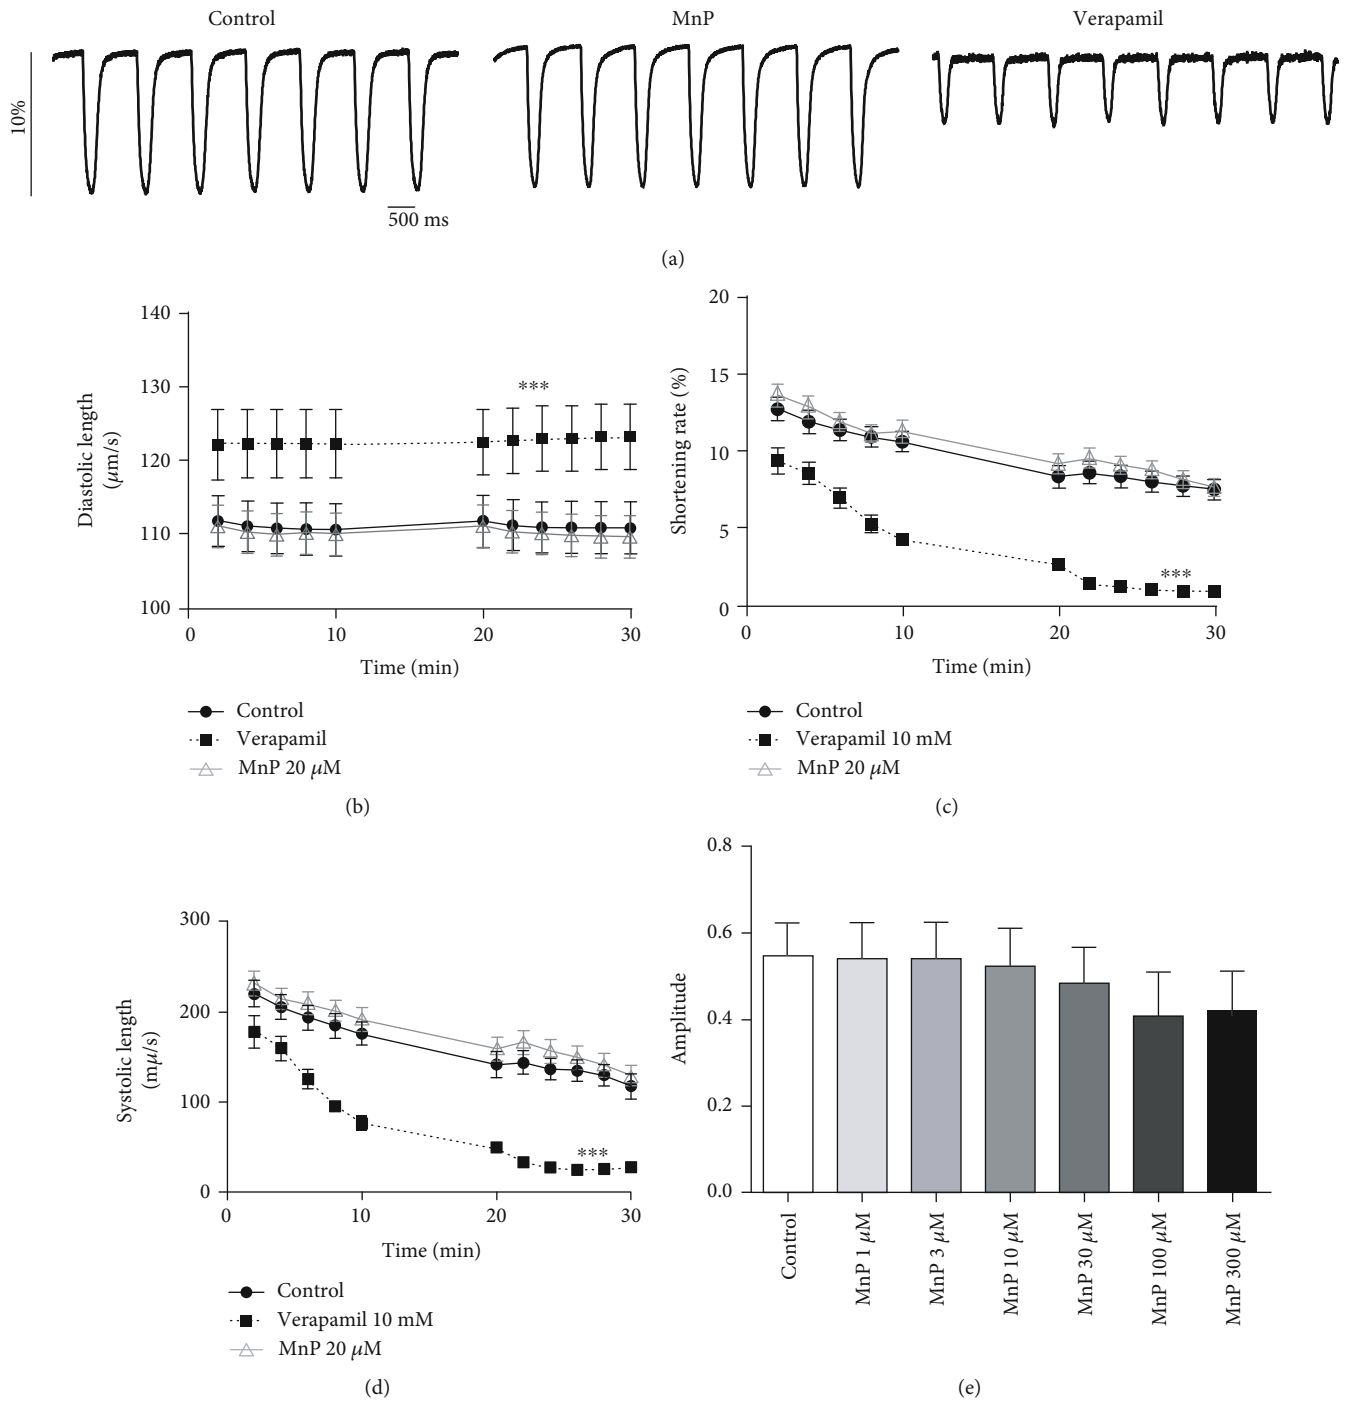 Control MnP Verapamil
10%
500 ms
(a)
140
130
120
110
100
Diastolic length
(μm/s)
***
0 10 20 30
Time (min)
Control
Verapamil
MnP 20 μM
(b)
20
15
10
5
0
Shortening rate (%)
***
0 10 20 30
Time (min)
Control
Verapamil 10 mM
MnP 20 μM
(c)
300
200
100
0
Systolic length
(mμ/s)
***
0 10 20 30
Time (min)
Control
Verapamil 10 mM
MnP 20 μM
(d)
0.8
0.6
0.4
0.2
0.0
Amplitude
Control
MnP 1 μM
MnP 3 μM
MnP 10 μM
MnP 30 μM
MnP 100 μM
MnP 300 μM
(e)